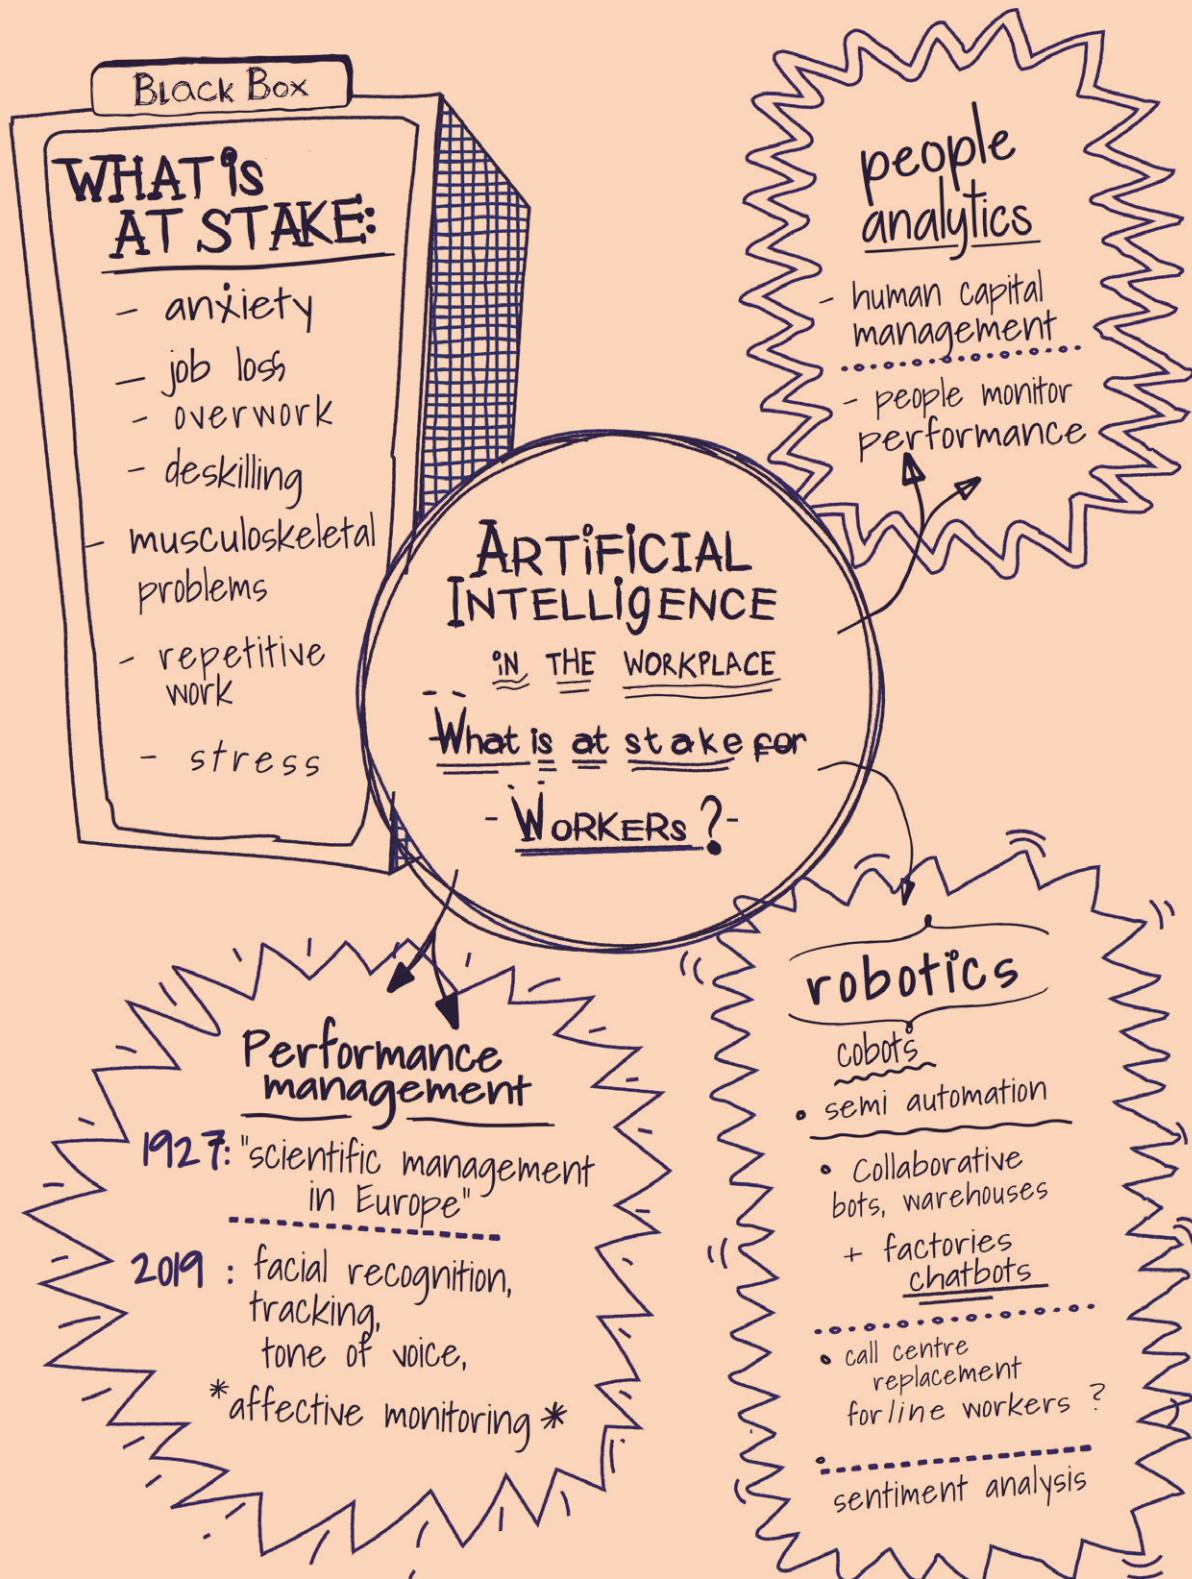 Black Box
WHAT is
AT STAKE:
- anxiety
- job loss
- overwork
- deskilling
- musculoskeletal
problems
- repetitive
work
- stress
people
analytics
- human capital
management
- people monitor
performance
ARTiFiCIAL
INTELLigENCE
iN THE WORKPLACE
What is at stake for
- WORKERS ? -
Performance
management
1927: "scientific management
in Europe"
2019 : facial recognition,
tracking,
tone of voice,
*affective monitoring *
robotics
cobots
• semi automation
• Collaborative
bots, warehouses
+ factories
chatbots
• call centre
replacement
for line workers ?
•
sentiment analysis